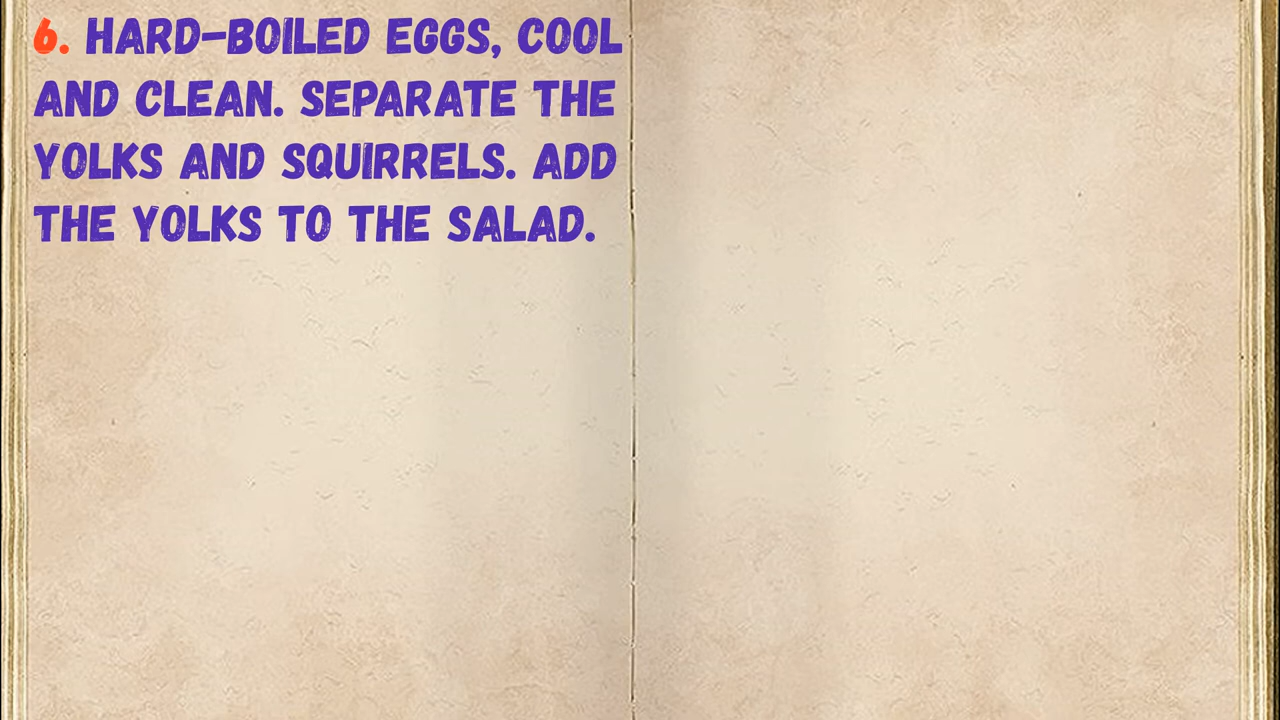 6. HARD-BOILED EGGS, COOL
AND CLEAN. SEPARATE THE
YOLKS AND SQUIRRELS. ADD
THE YOLKS TO THE SALAD.